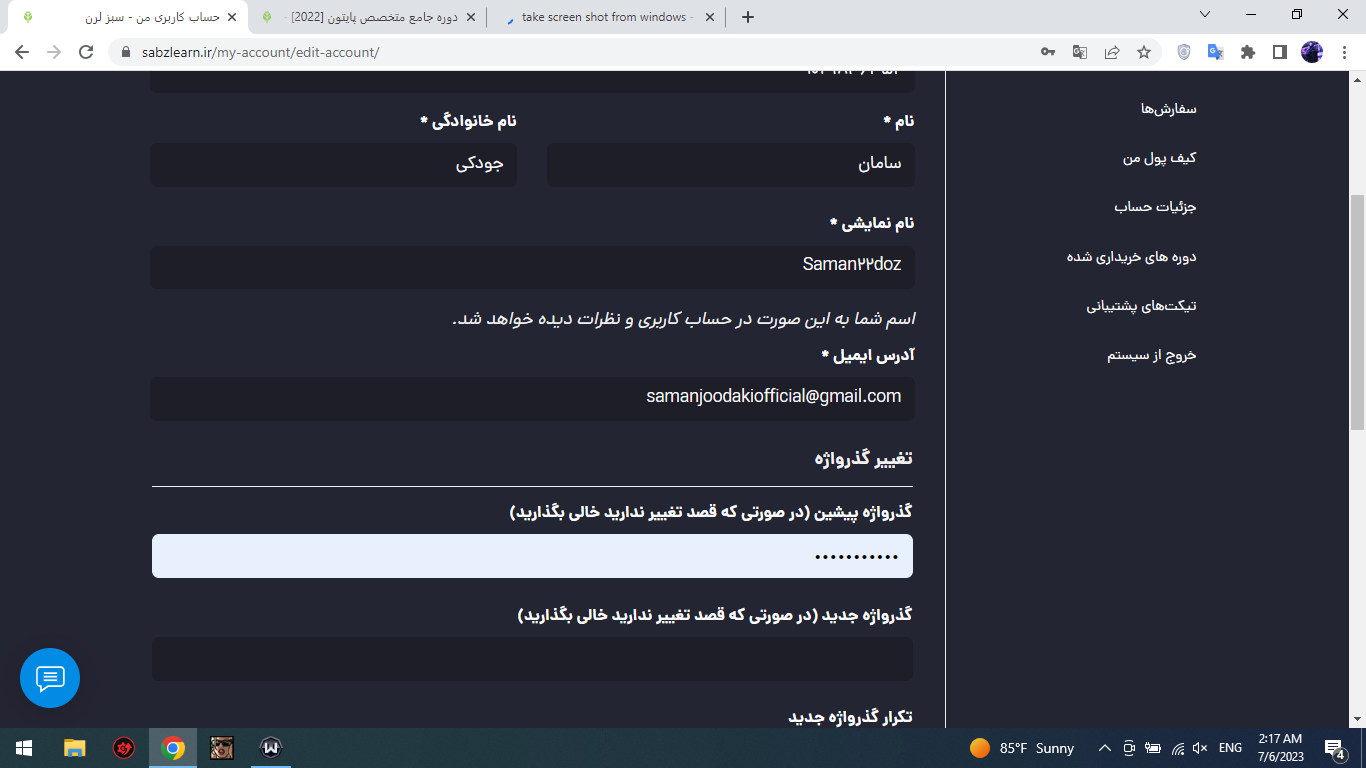 حساب کاربری من - سبز لرن
دوره جامع متخصص پایتون [2022] -
take screen shot from windows -
sabzlearn.ir/my-account/edit-account/
سفارش‌ها
کیف پول من
جزئیات حساب
دوره های خریداری شده
تیکت‌های پشتیبانی
خروج از سیستم
نام *
نام خانوادگی *
سامان
جودکی
نام نمایشی *
Saman۲۲doz
اسم شما به این صورت در حساب کاربری و نظرات دیده خواهد شد.
آدرس ایمیل *
samanjoodakiofficial@gmail.com
تغییر گذرواژه
گذرواژه پیشین (در صورتی که قصد تغییر ندارید خالی بگذارید)
•••••••••••
گذرواژه جدید (در صورتی که قصد تغییر ندارید خالی بگذارید)
تکرار گذرواژه جدید
85°F Sunny
ENG
2:17 AM
7/6/2023
4